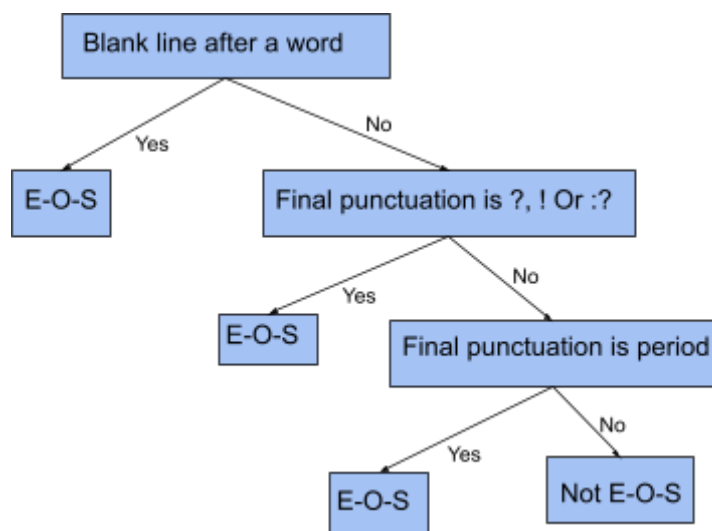 Blank line after a word
Yes
No
E-O-S
Final punctuation is ?, ! Or :?
Yes
No
E-O-S
Final punctuation is period
Yes
No
E-O-S
Not E-O-S